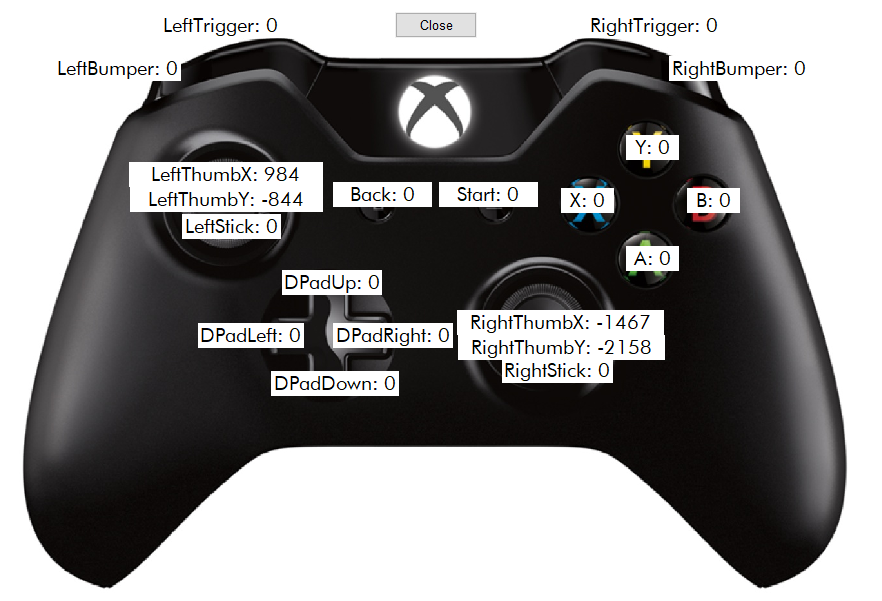 LeftTrigger: 0
Close
RightTrigger: 0
LeftBumper: 0
RightBumper: 0
Y: 0
LeftThumbX: 984
LeftThumbY: -844
LeftStick: 0
Back: 0
Start: 0
X: 0
B: 0
A: 0
DPadUp: 0
DPadLeft: 0
DPadRight: 0
DPadDown: 0
RightThumbX: -1467
RightThumbY: -2158
RightStick: 0